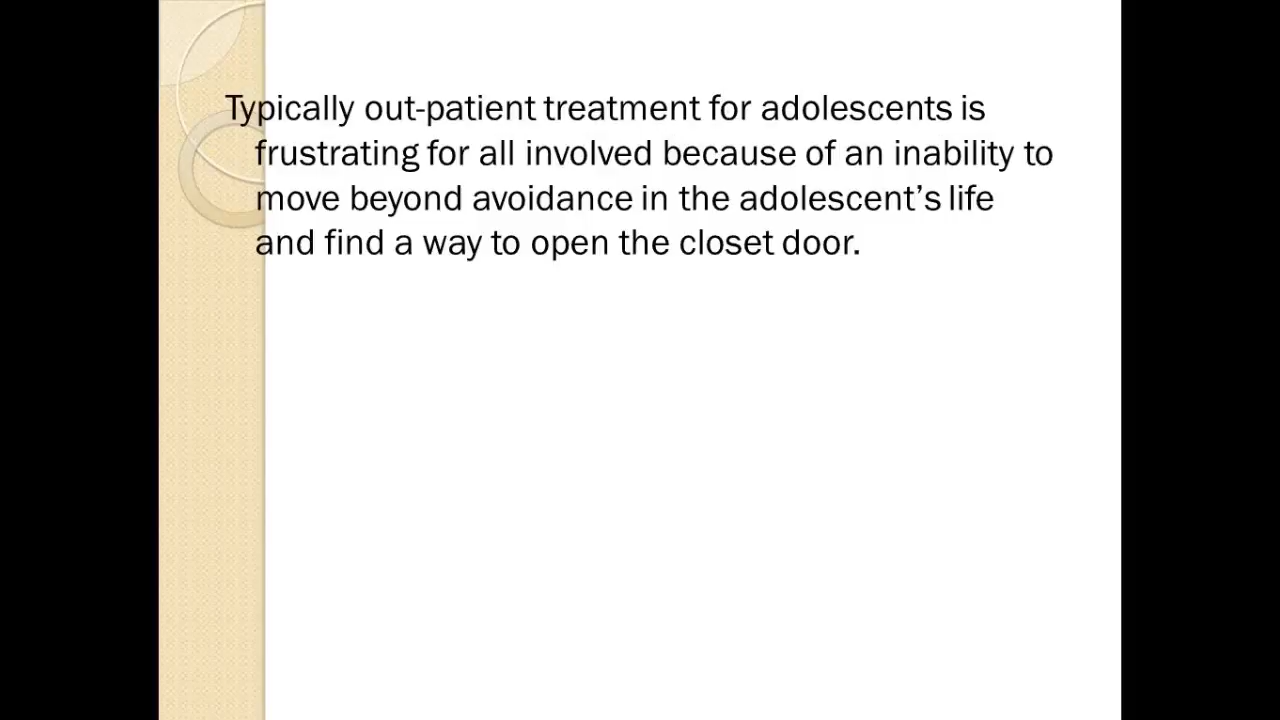 Typically out-patient treatment for adolescents is
frustrating for all involved because of an inability to
move beyond avoidance in the adolescent’s life
and find a way to open the closet door.